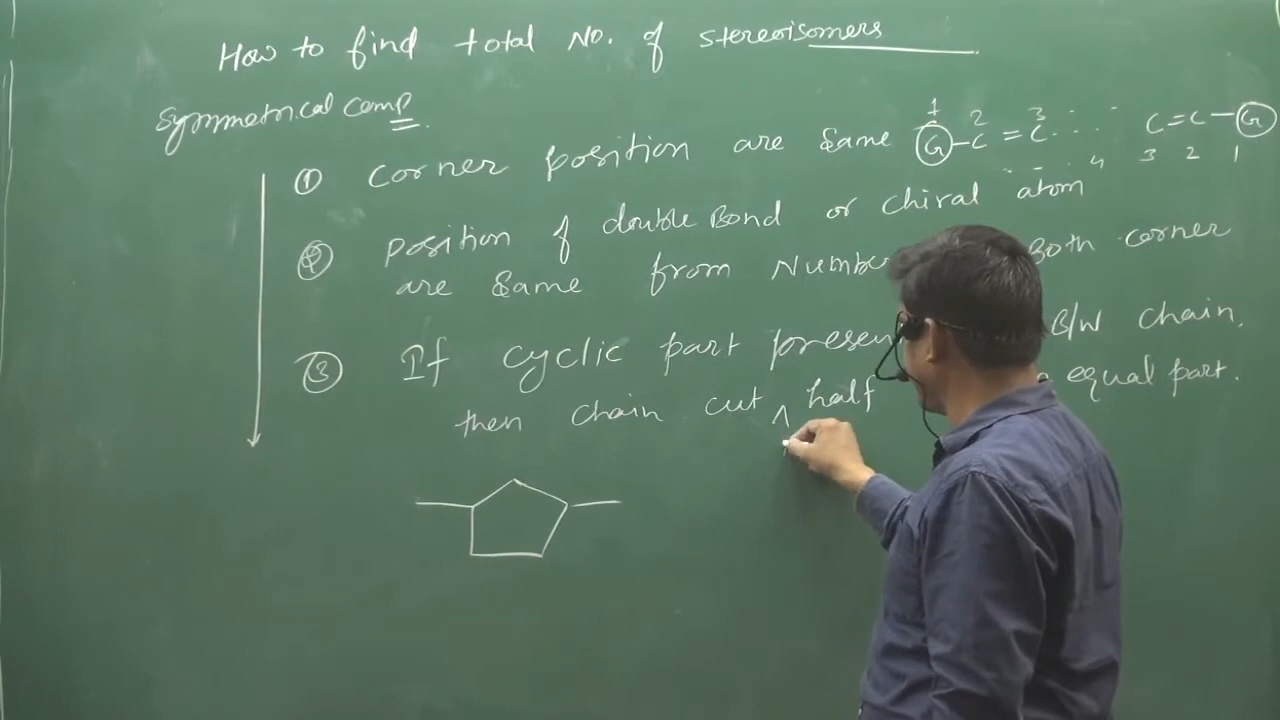 How to find total No. of stereoisomers
Symmetrical comp.
① Corner position are same G-C=C... C=C-G
1 2 3 4 3 2 1
② Position of double Bond or chiral atom
are same from Number Both corner
③ If cyclic part presen B/W chain.
then chain cut half equal part.